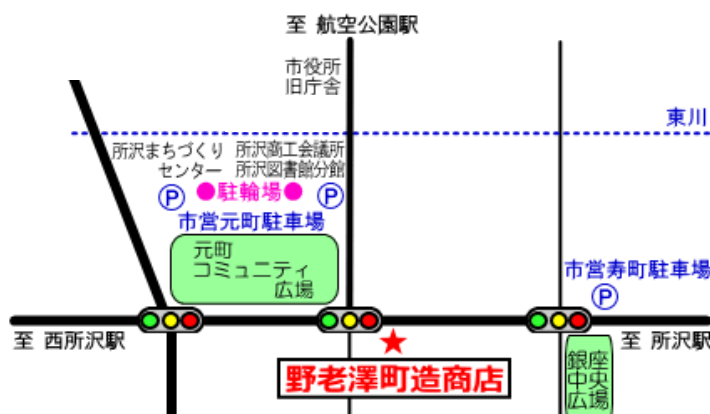 至 航空公園駅
市役所
旧庁舎
東川
所沢まちづくり
センター
所沢商工会議所
所沢図書館分館
P
●駐輪場●
P
市営元町駐車場
元町
コミュニティ
広場
市営寿町駐車場
P
至 西所沢駅
至 所沢駅
★
野老澤町造商店
銀座
中央
広場